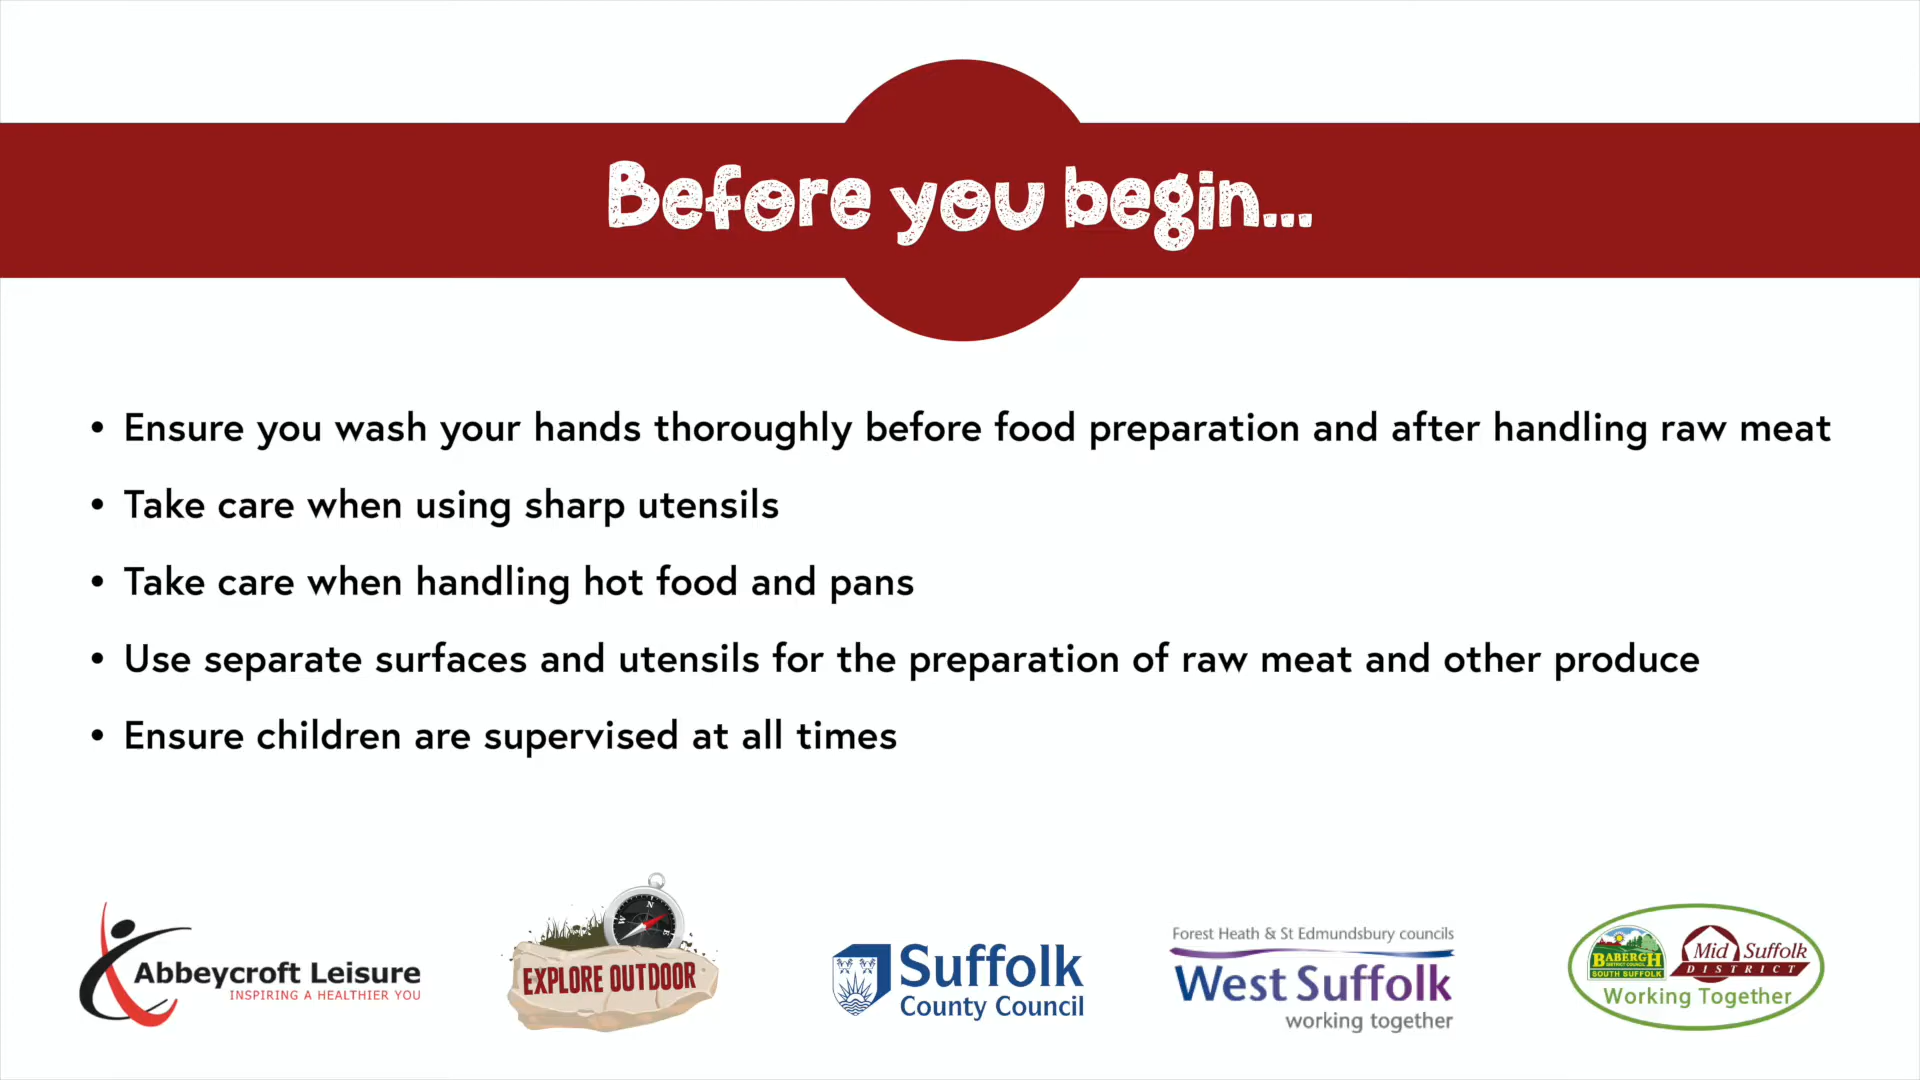 Before you begin...
• Ensure you wash your hands thoroughly before food preparation and after handling raw meat
• Take care when using sharp utensils
• Take care when handling hot food and pans
• Use separate surfaces and utensils for the preparation of raw meat and other produce
• Ensure children are supervised at all times
Abbeycroft Leisure
INSPIRING A HEALTHIER YOU
N
W
E
EXPLORE OUTDOOR
Suffolk
County Council
Forest Heath & St Edmundsbury councils
West Suffolk
working together
BABERGH
DISTRICT COUNCIL
SOUTH SUFFOLK
Mid Suffolk
DISTRICT
Working Together